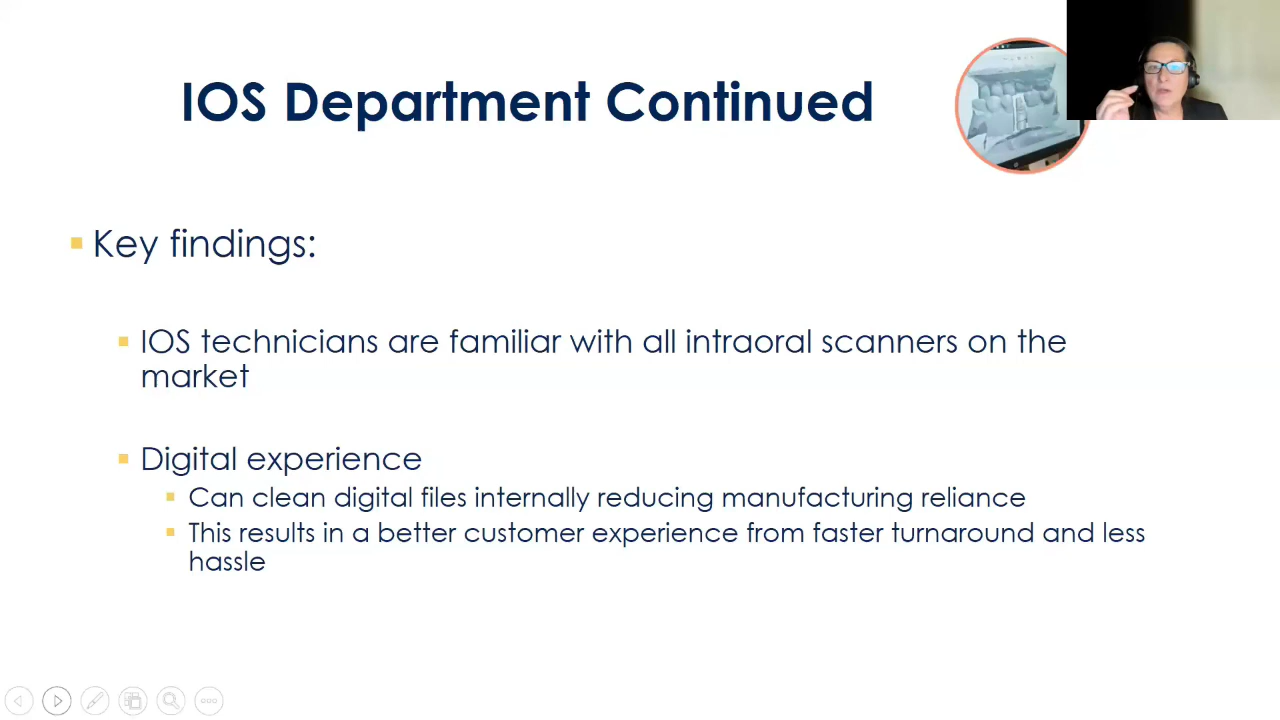 IOS Department Continued
Key findings:
IOS technicians are familiar with all intraoral scanners on the
market
Digital experience
Can clean digital files internally reducing manufacturing reliance
This results in a better customer experience from faster turnaround and less
hassle